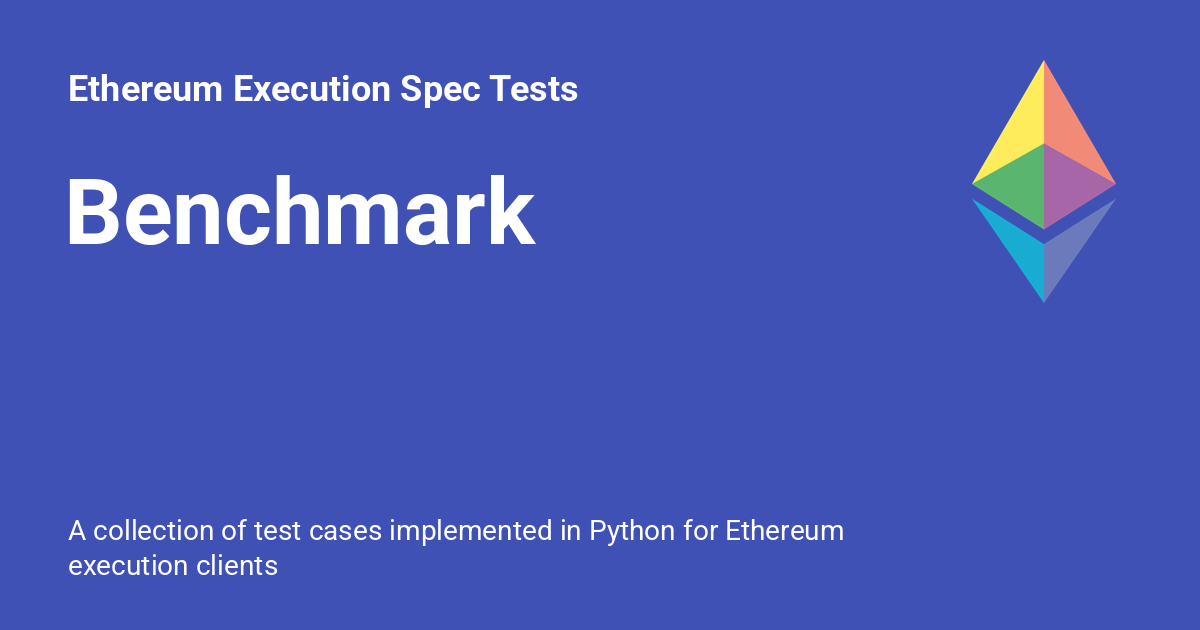 Ethereum Execution Spec Tests
Benchmark
A collection of test cases implemented in Python for Ethereum
execution clients